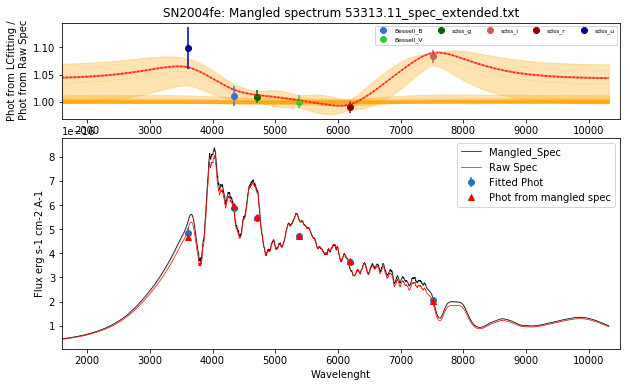 SN2004fe: Mangled spectrum 53313.11_spec_extended.txt
Phot from LCfitting /
Phot from Raw Spec
1.10
1.05
1.00
Bessell_B
Bessell_V
sdss_g
sdss_i
sdss_r
sdss_u
2000 3000 4000 5000 6000 7000 8000 9000 10000
1e−16
Flux erg s-1 cm-2 A-1
8
7
6
5
4
3
2
1
Mangled_Spec
Raw Spec
Fitted Phot
Phot from mangled spec
2000 3000 4000 5000 6000 7000 8000 9000 10000
Wavelenght